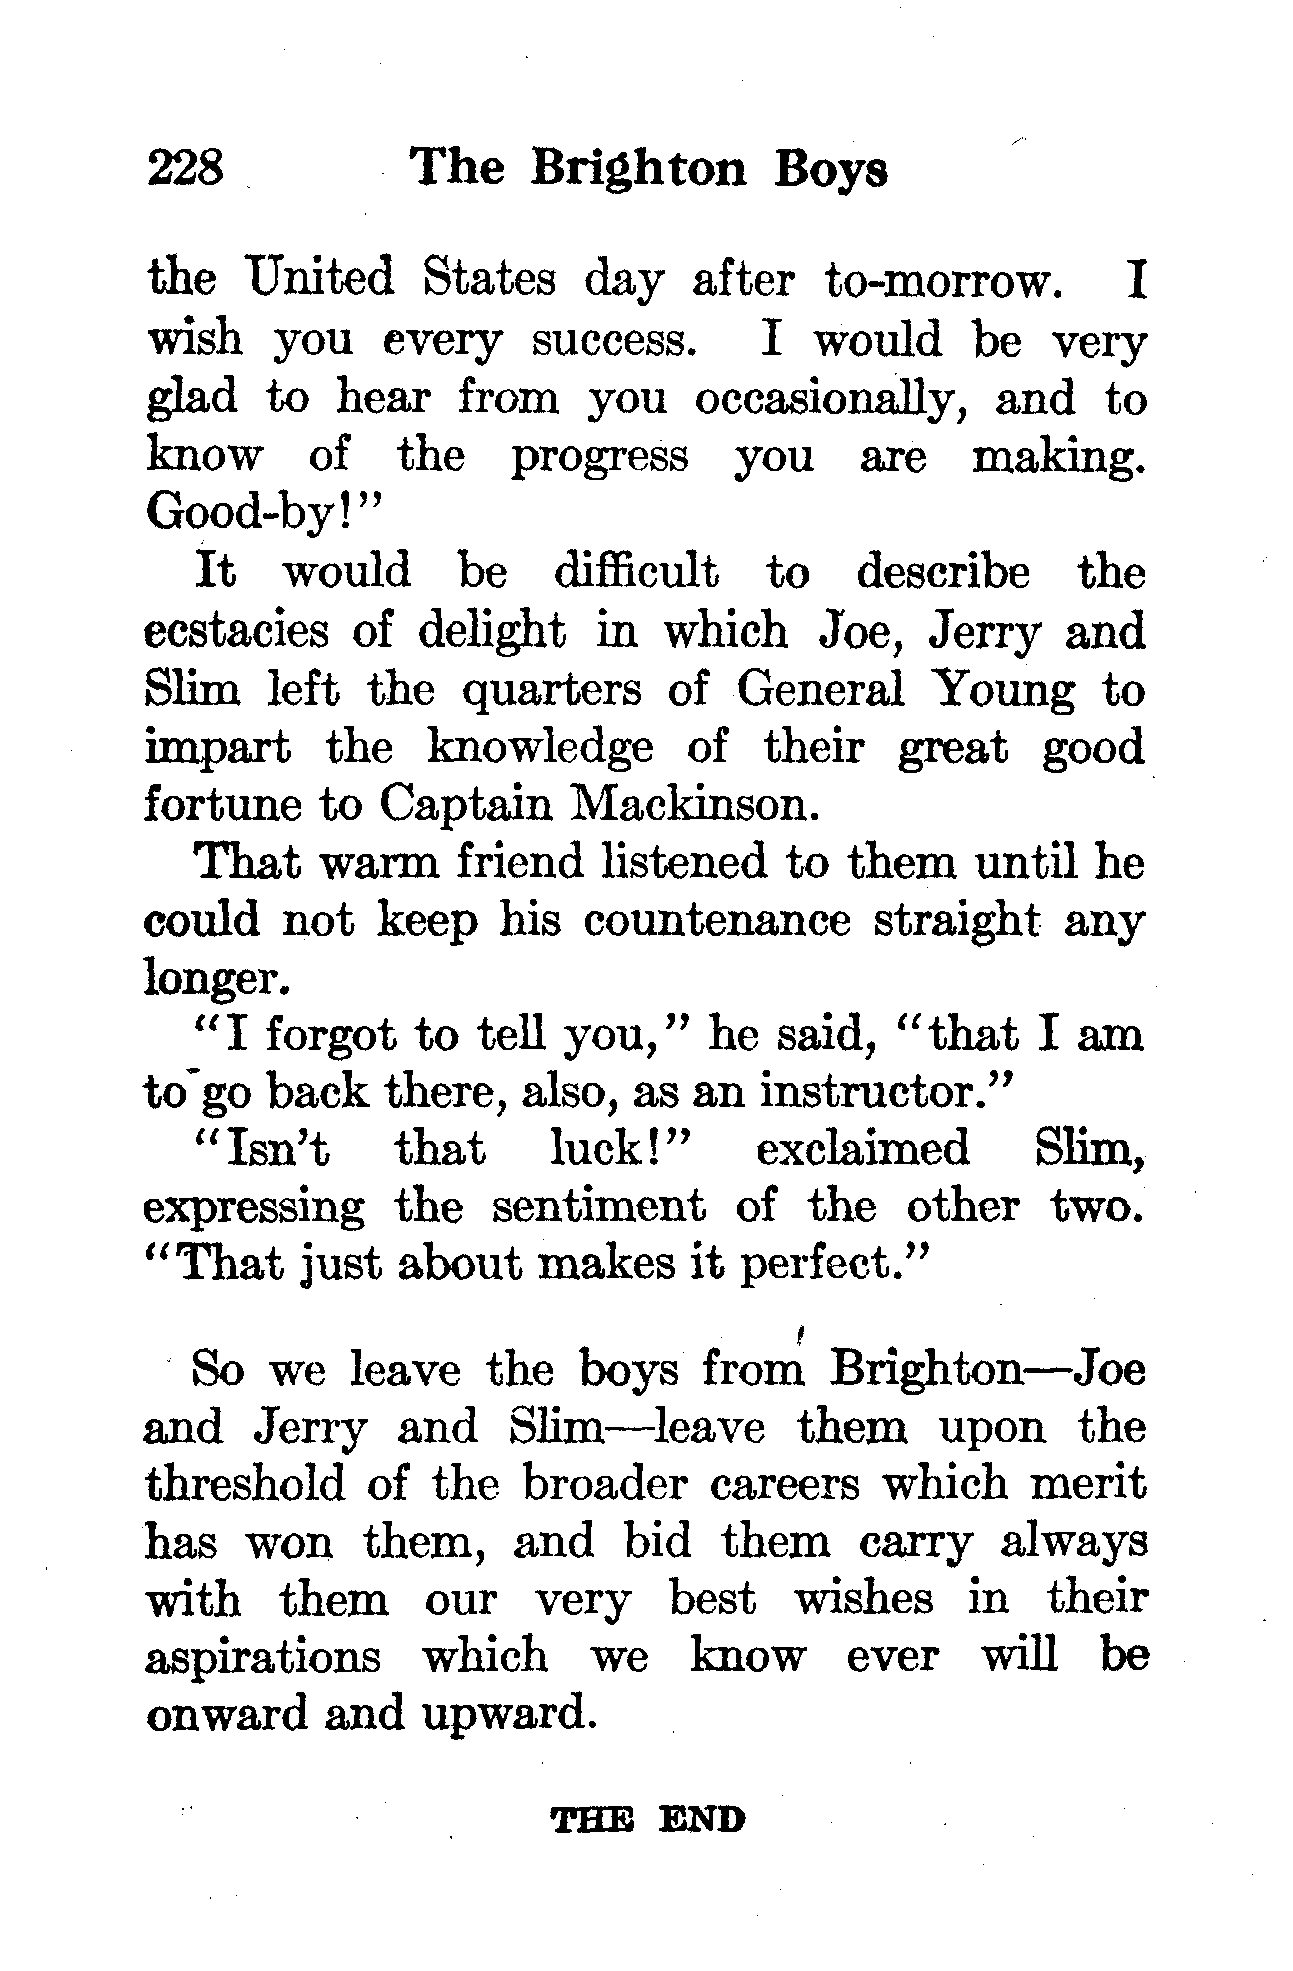 228 The Brighton Boys
the United States day after to-morrow. I
wish you every success. I would be very
glad to hear from you occasionally, and to
know of the progress you are making.
Good-by!”
It would be difficult to describe the
ecstacies of delight in which Joe, Jerry and
Slim left the quarters of General Young to
impart the knowledge of their great good
fortune to Captain Mackinson.
That warm friend listened to them until he
could not keep his countenance straight any
longer.
“I forgot to tell you,” he said, “that I am
to go back there, also, as an instructor.”
“Isn’t that luck!” exclaimed Slim,
expressing the sentiment of the other two.
“That just about makes it perfect.”
So we leave the boys from Brighton—Joe
and Jerry and Slim—leave them upon the
threshold of the broader careers which merit
has won them, and bid them carry always
with them our very best wishes in their
aspirations which we know ever will be
onward and upward.
THE END